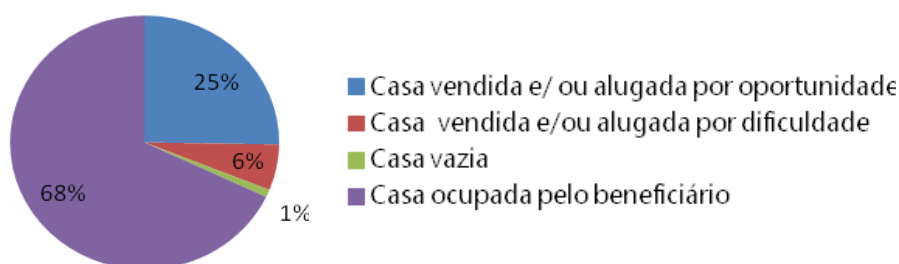 25%
6%
1%
68%
Casa vendida e/ ou alugada por oportunidade
Casa vendida e/ou alugada por dificuldade
Casa vazia
Casa ocupada pelo beneficiário